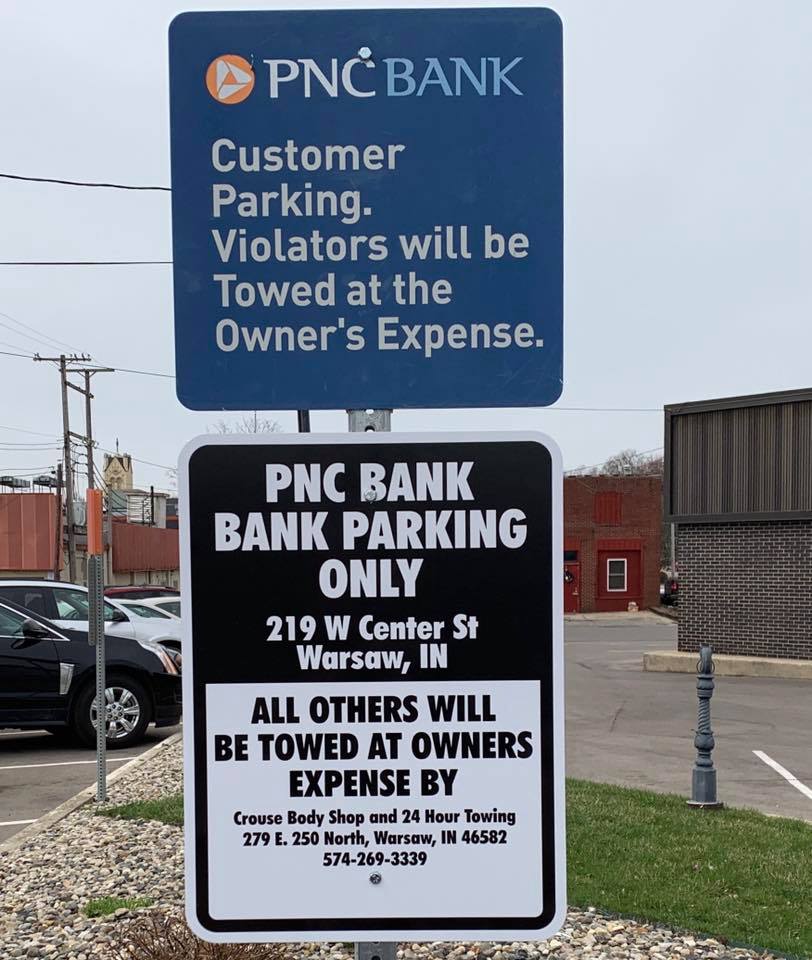 PNC BANK
Customer
Parking.
Violators will be
Towed at the
Owner's Expense.
PNC BANK
BANK PARKING
ONLY
219 W Center St
Warsaw, IN
ALL OTHERS WILL
BE TOWED AT OWNERS
EXPENSE BY
Crouse Body Shop and 24 Hour Towing
279 E. 250 North, Warsaw, IN 46582
574-269-3339